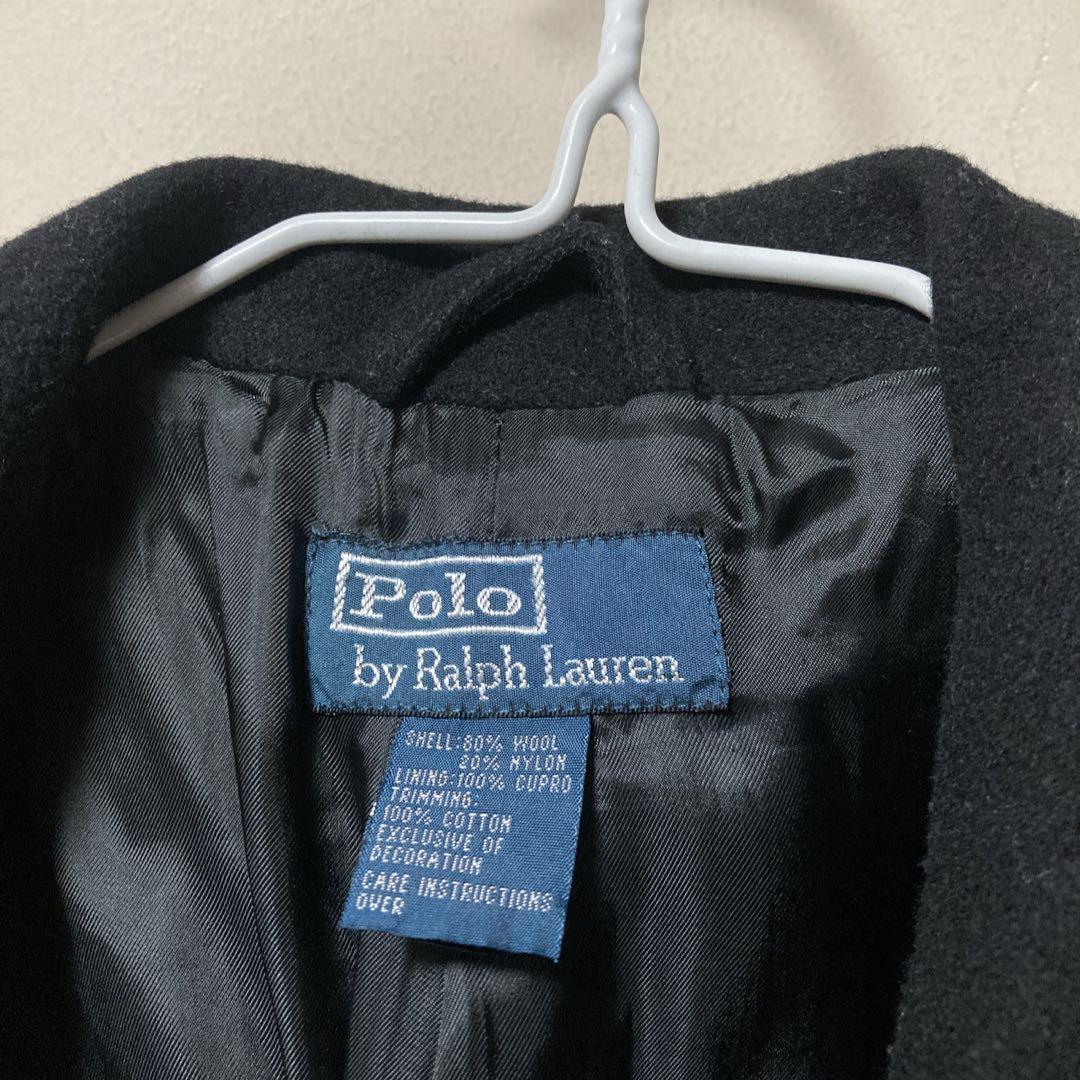 Polo
by Ralph Lauren
SHELL:80% WOOL
20% NYLON
LINING:100% CUPRO
TRIMMING:
100% COTTON
EXCLUSIVE OF
DECORATION
CARE INSTRUCTIONS
OVER